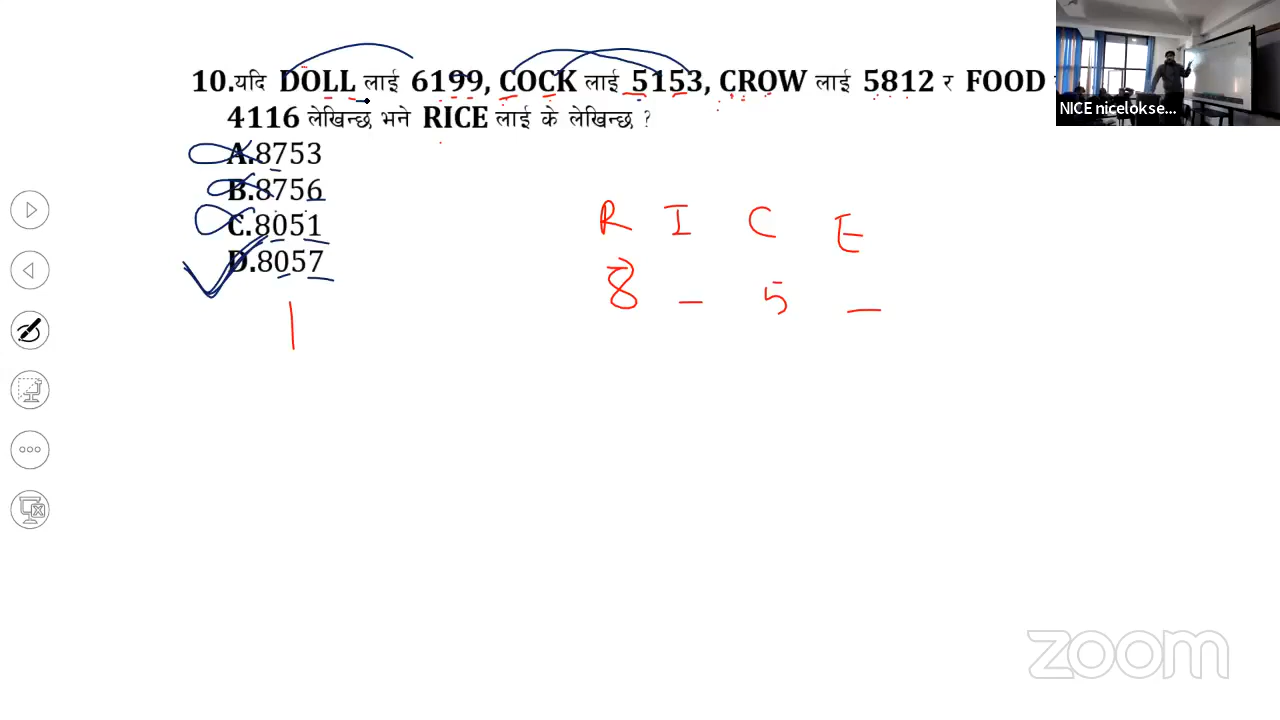 10.यदि DOLL लाई 6199, COCK लाई 5153, CROW लाई 5812 र FOOD
4116 लेखिन्छ भने RICE लाई के लेखिन्छ ?
A.8753
B.8756
C.8051
D.8057
R I C E
8 _ 5 _
NICE nicelokse...
zoom